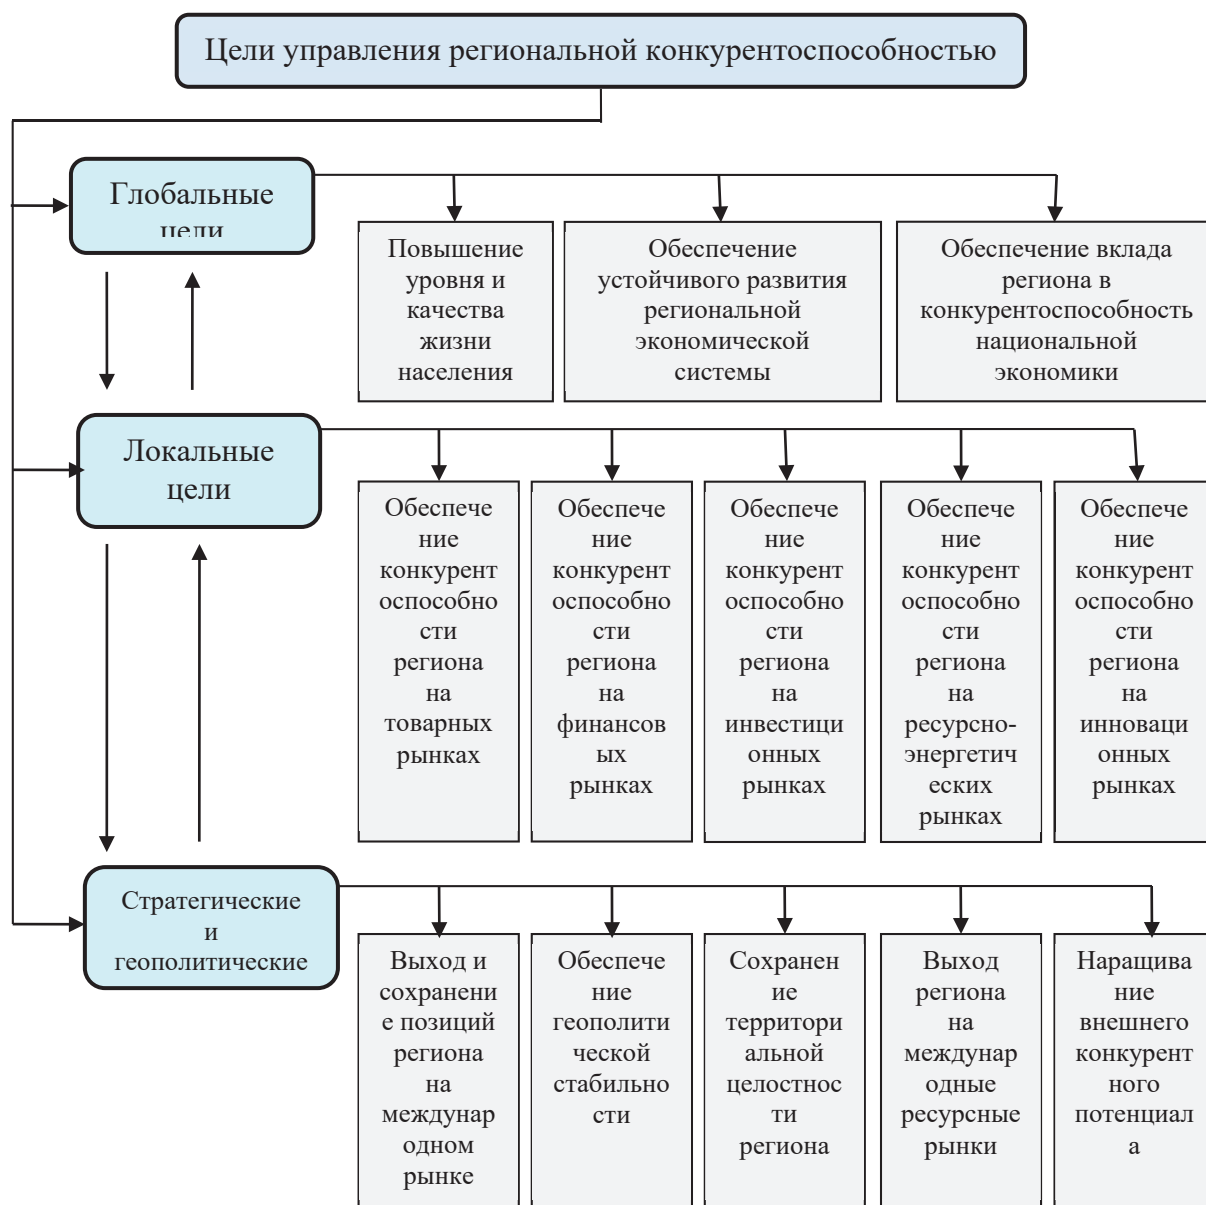 Цели управления региональной конкурентоспособностью
Глобальные
цели
Повышение
уровня и
качества
жизни
населения
Обеспечение
устойчивого развития
региональной
экономической
системы
Обеспечение вклада
региона в
конкурентоспособность
национальной
экономики
Локальные
цели
Обеспече
ние
конкурент
оспособно
сти
региона
на
товарных
рынках
Обеспече
ние
конкурент
оспособно
сти
региона
на
финансов
ых
рынках
Обеспече
ние
конкурент
оспособно
сти
региона
на
инвестици
онных
рынках
Обеспече
ние
конкурент
оспособно
сти
региона
на
ресурсно-
энергетич
еских
рынках
Обеспече
ние
конкурент
оспособно
сти
региона
на
инноваци
онных
рынках
Стратегические
и
геополитические
Выход и
сохранени
е позиций
региона
на
междунар
одном
рынке
Обеспече
ние
геополити
ческой
стабильно
сти
Сохранен
ие
территори
альной
целостнос
ти
региона
Выход
региона
на
междунар
одные
ресурсные
рынки
Наращива
ние
внешнего
конкурент
ного
потенциал
а